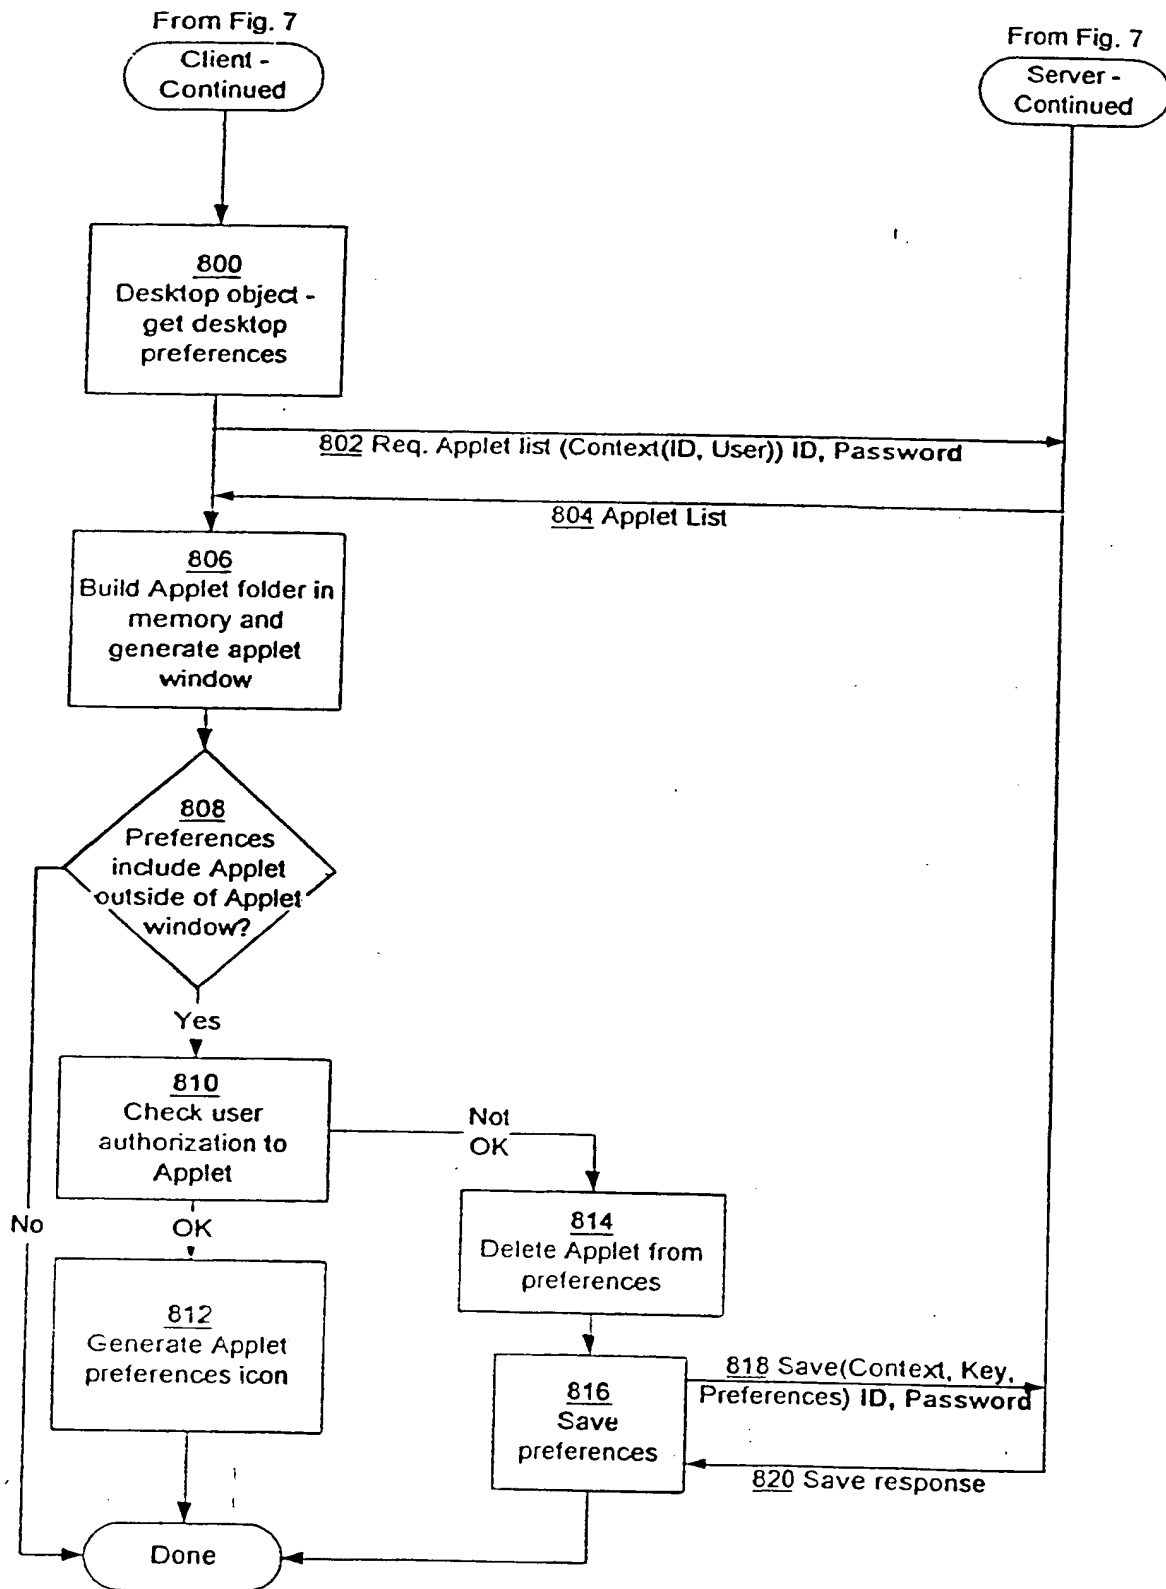 From Fig. 7
Client -
Continued
From Fig. 7
Server -
Continued
800
Desktop object -
get desktop
preferences
802 Req. Applet list (Context(ID, User)) ID, Password
804 Applet List
806
Build Applet folder in
memory and
generate applet
window
808
Preferences
include Applet
outside of Applet
window?
Yes
No
810
Check user
authorization to
Applet
Not
OK
OK
814
Delete Applet from
preferences
812
Generate Applet
preferences icon
816
Save
preferences
818 Save(Context, Key,
Preferences) ID, Password
820 Save response
Done